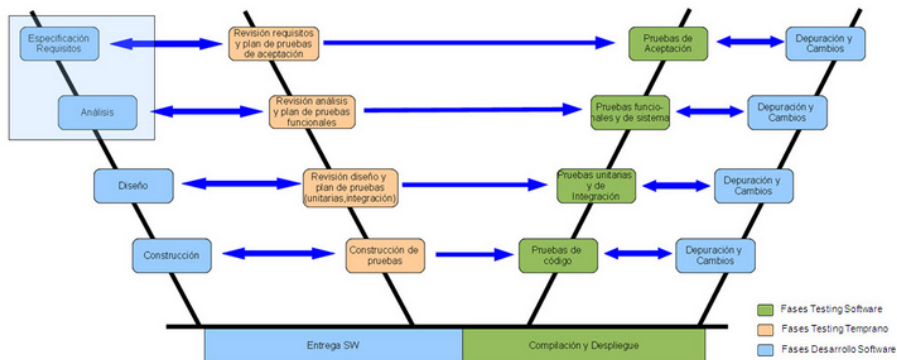 Especificación
Requisitos
Revisión requisitos
y plan de pruebas
de aceptación
Pruebas de
Aceptación
Depuración y
Cambios
Análisis
Revisión análisis
y plan de pruebas
funcionales
Pruebas funcio-
nales y de sistema
Depuración y
Cambios
Diseño
Revisión diseño y
plan de pruebas
(unitarias,integración)
Pruebas unitarias
y de
Integración
Depuración y
Cambios
Construcción
Construcción de
pruebas
Pruebas de
código
Depuración y
Cambios
Fases Testing Software
Fases Testing Temprano
Fases Desarrollo Software
Entrega SW
Compilación y Despliegue